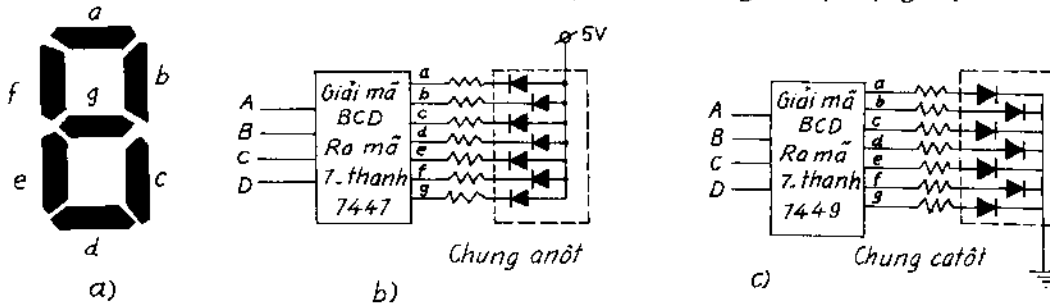 a
f
b
g
e
c
d
a)
5V
A
B
C
D
Giải mã
BCD
Ra mã
7-thanh
7447
a
b
c
d
e
f
g
Chung anôt
b)
A
B
C
D
Giải mã
BCD
Ra mã
7-thanh
7449
a
b
c
d
e
f
g
Chung catôt
c)